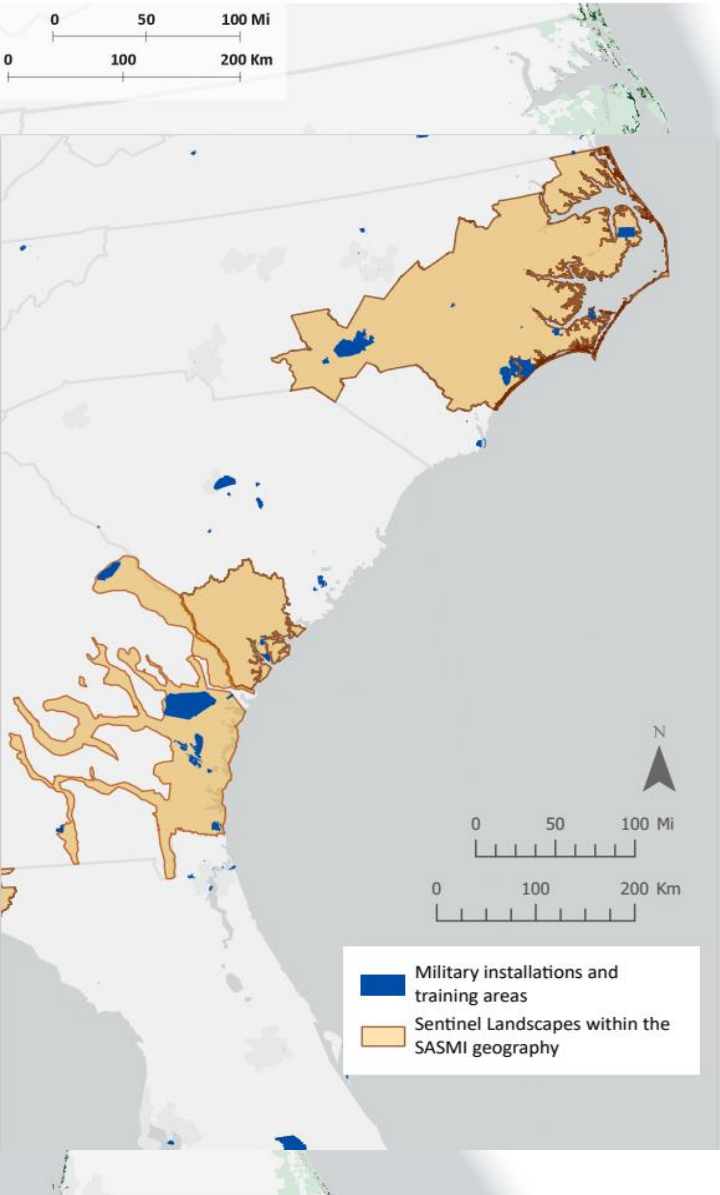 0 50 100 Mi
0 100 200 Km
N
0 50 100 Mi
0 100 200 Km
Military installations and
training areas
Sentinel Landscapes within the
SASMI geography